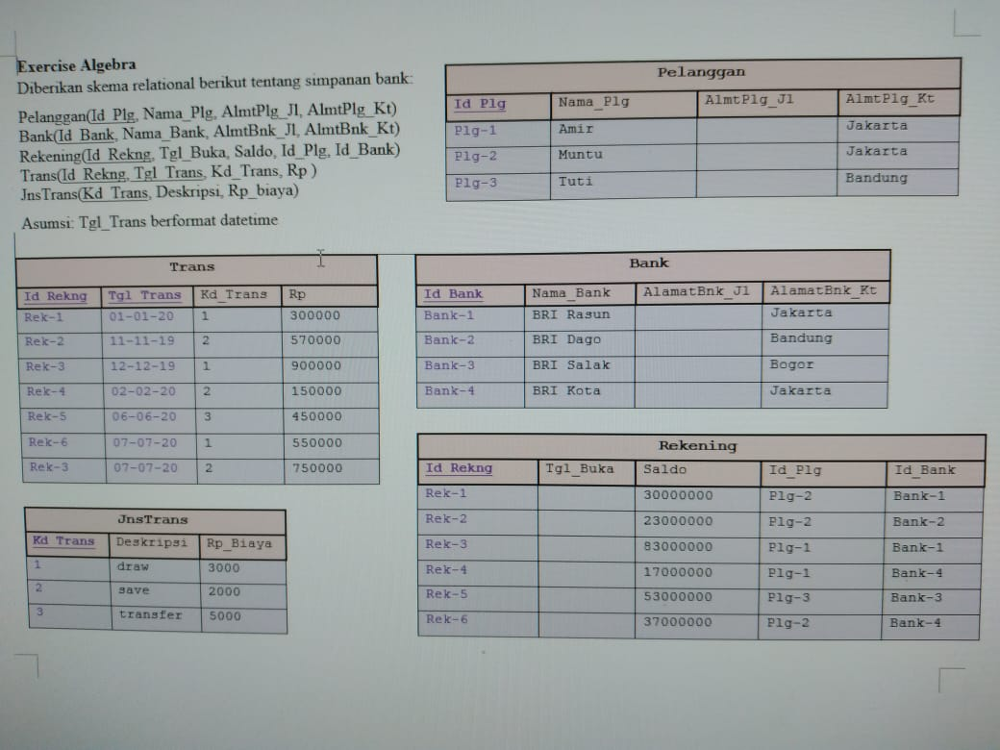 Exercise Algebra
Diberikan skema relational berikut tentang simpanan bank:
Pelanggan(Id_Plg, Nama_Plg, AlmtPlg_Jl, AlmtPlg_Kt)
Bank(Id_Bank, Nama_Bank, AlmtBnk_Jl, AlmtBnk_Kt)
Rekening(Id_Rekng, Tgl_Buka, Saldo, Id_Plg, Id_Bank)
Trans(Id_Rekng, Tgl_Trans, Kd_Trans, Rp )
JnsTrans(Kd_Trans, Deskripsi, Rp_biaya)
Asumsi: Tgl_Trans berformat datetime
Pelanggan
Id_Plg Nama_Plg AlmtPlg_Jl AlmtPlg_Kt
Plg-1 Amir Jakarta
Plg-2 Muntu Jakarta
Plg-3 Tuti Bandung
Trans
Id_Rekng Tgl_Trans Kd_Trans Rp
Rek-1 01-01-20 1 300000
Rek-2 11-11-19 2 570000
Rek-3 12-12-19 1 900000
Rek-4 02-02-20 2 150000
Rek-5 06-06-20 3 450000
Rek-6 07-07-20 1 550000
Rek-3 07-07-20 2 750000
Bank
Id_Bank Nama_Bank AlamatBnk_Jl AlamatBnk_Kt
Bank-1 BRI Rasun Jakarta
Bank-2 BRI Dago Bandung
Bank-3 BRI Salak Bogor
Bank-4 BRI Kota Jakarta
JnsTrans
Kd_Trans Deskripsi Rp_Biaya
1 draw 3000
2 save 2000
3 transfer 5000
Rekening
Id_Rekng Tgl_Buka Saldo Id_Plg Id_Bank
Rek-1 30000000 Plg-2 Bank-1
Rek-2 23000000 Plg-2 Bank-2
Rek-3 83000000 Plg-1 Bank-1
Rek-4 17000000 Plg-1 Bank-4
Rek-5 53000000 Plg-3 Bank-3
Rek-6 37000000 Plg-2 Bank-4